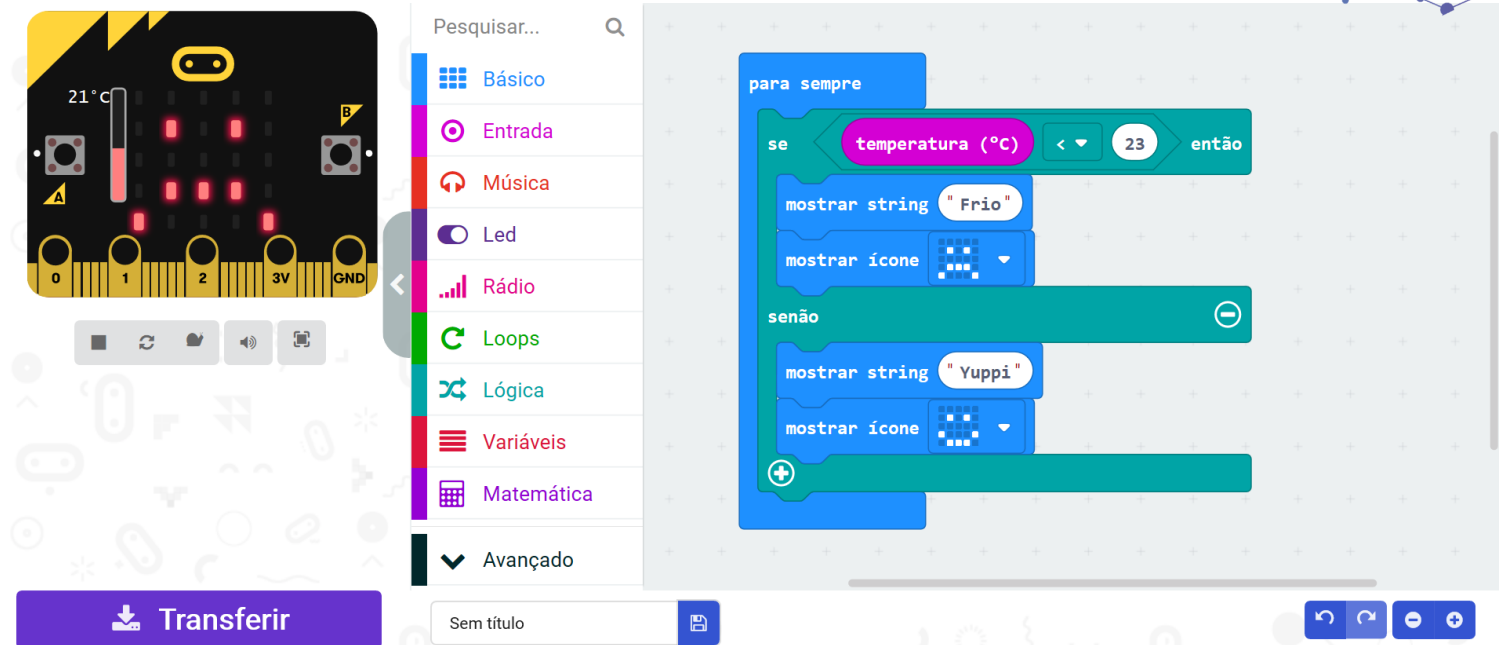 21°C
B
A
0 1 2 3V GND
Transferir
Pesquisar...
Básico
Entrada
Música
Led
Rádio
Loops
Lógica
Variáveis
Matemática
Avançado
Sem título
para sempre
se temperatura (ºC) < 23 então
mostrar string "Frio"
mostrar ícone
senão
mostrar string "Yuppi"
mostrar ícone